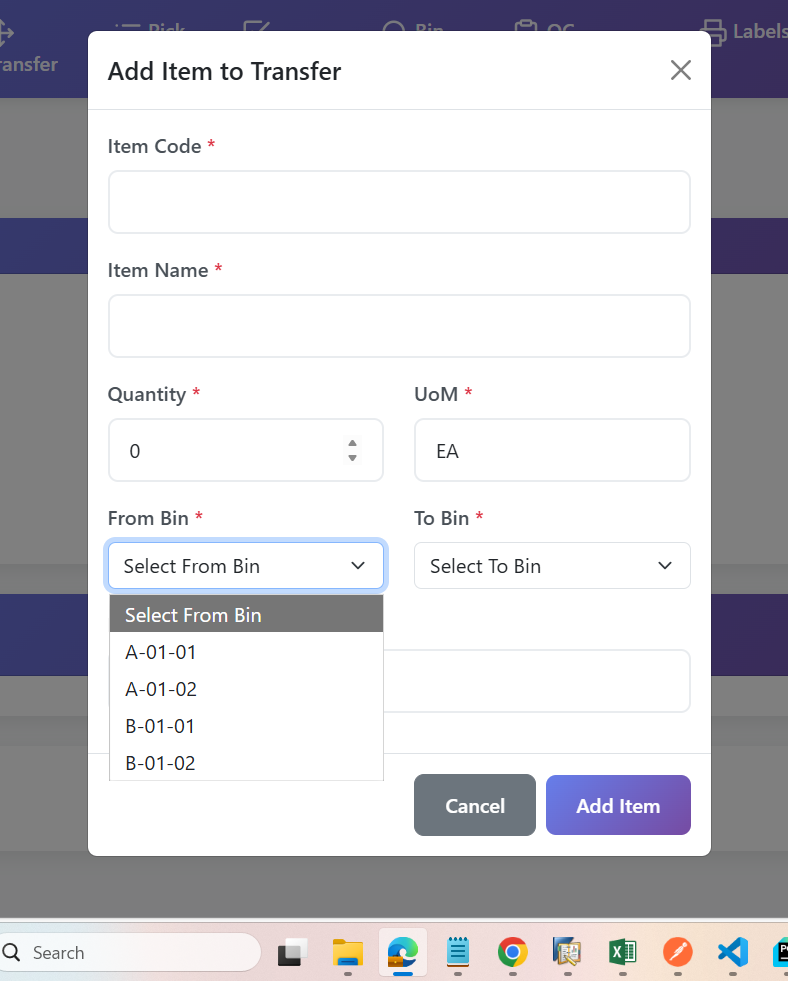 Pick
Bin
QC
Labels
ransfer
Add Item to Transfer
Item Code *
Item Name *
Quantity * UoM *
0 EA
From Bin * To Bin *
Select From Bin Select To Bin
Select From Bin
A-01-01
A-01-02
B-01-01
B-01-02
Cancel Add Item
Search